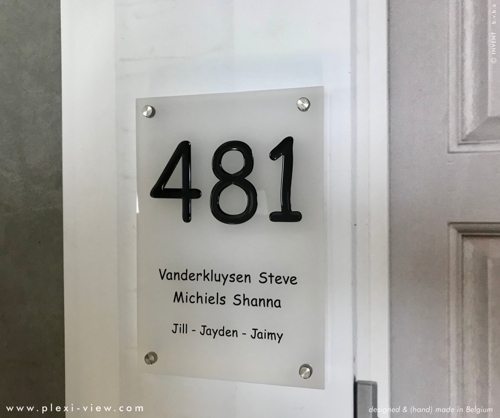 481
Vanderkluysen Steve
Michiels Shanna
Jill - Jayden - Jaimy
www.plexi-view.com
designed & (hand) made in Belgium